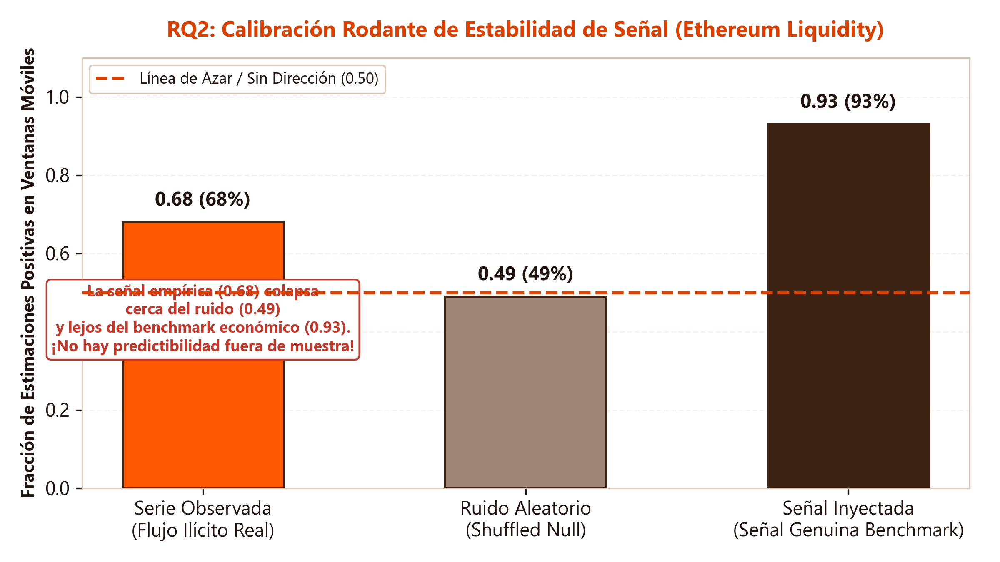 RQ2: Calibración Rodante de Estabilidad de Señal (Ethereum Liquidity)
Fracción de Estimaciones Positivas en Ventanas Móviles
Línea de Azar / Sin Dirección (0.50)
1.0
0.8
0.6
0.2
0.0
0.68 (68%)
0.49 (49%)
0.93 (93%)
La señal empírica (0.68) colapsa
cerca del ruido (0.49)
y lejos del benchmark económico (0.93).
¡No hay predictibilidad fuera de muestra!
Serie Observada
(Flujo Ilícito Real)
Ruido Aleatorio
(Shuffled Null)
Señal Inyectada
(Señal Genuina Benchmark)